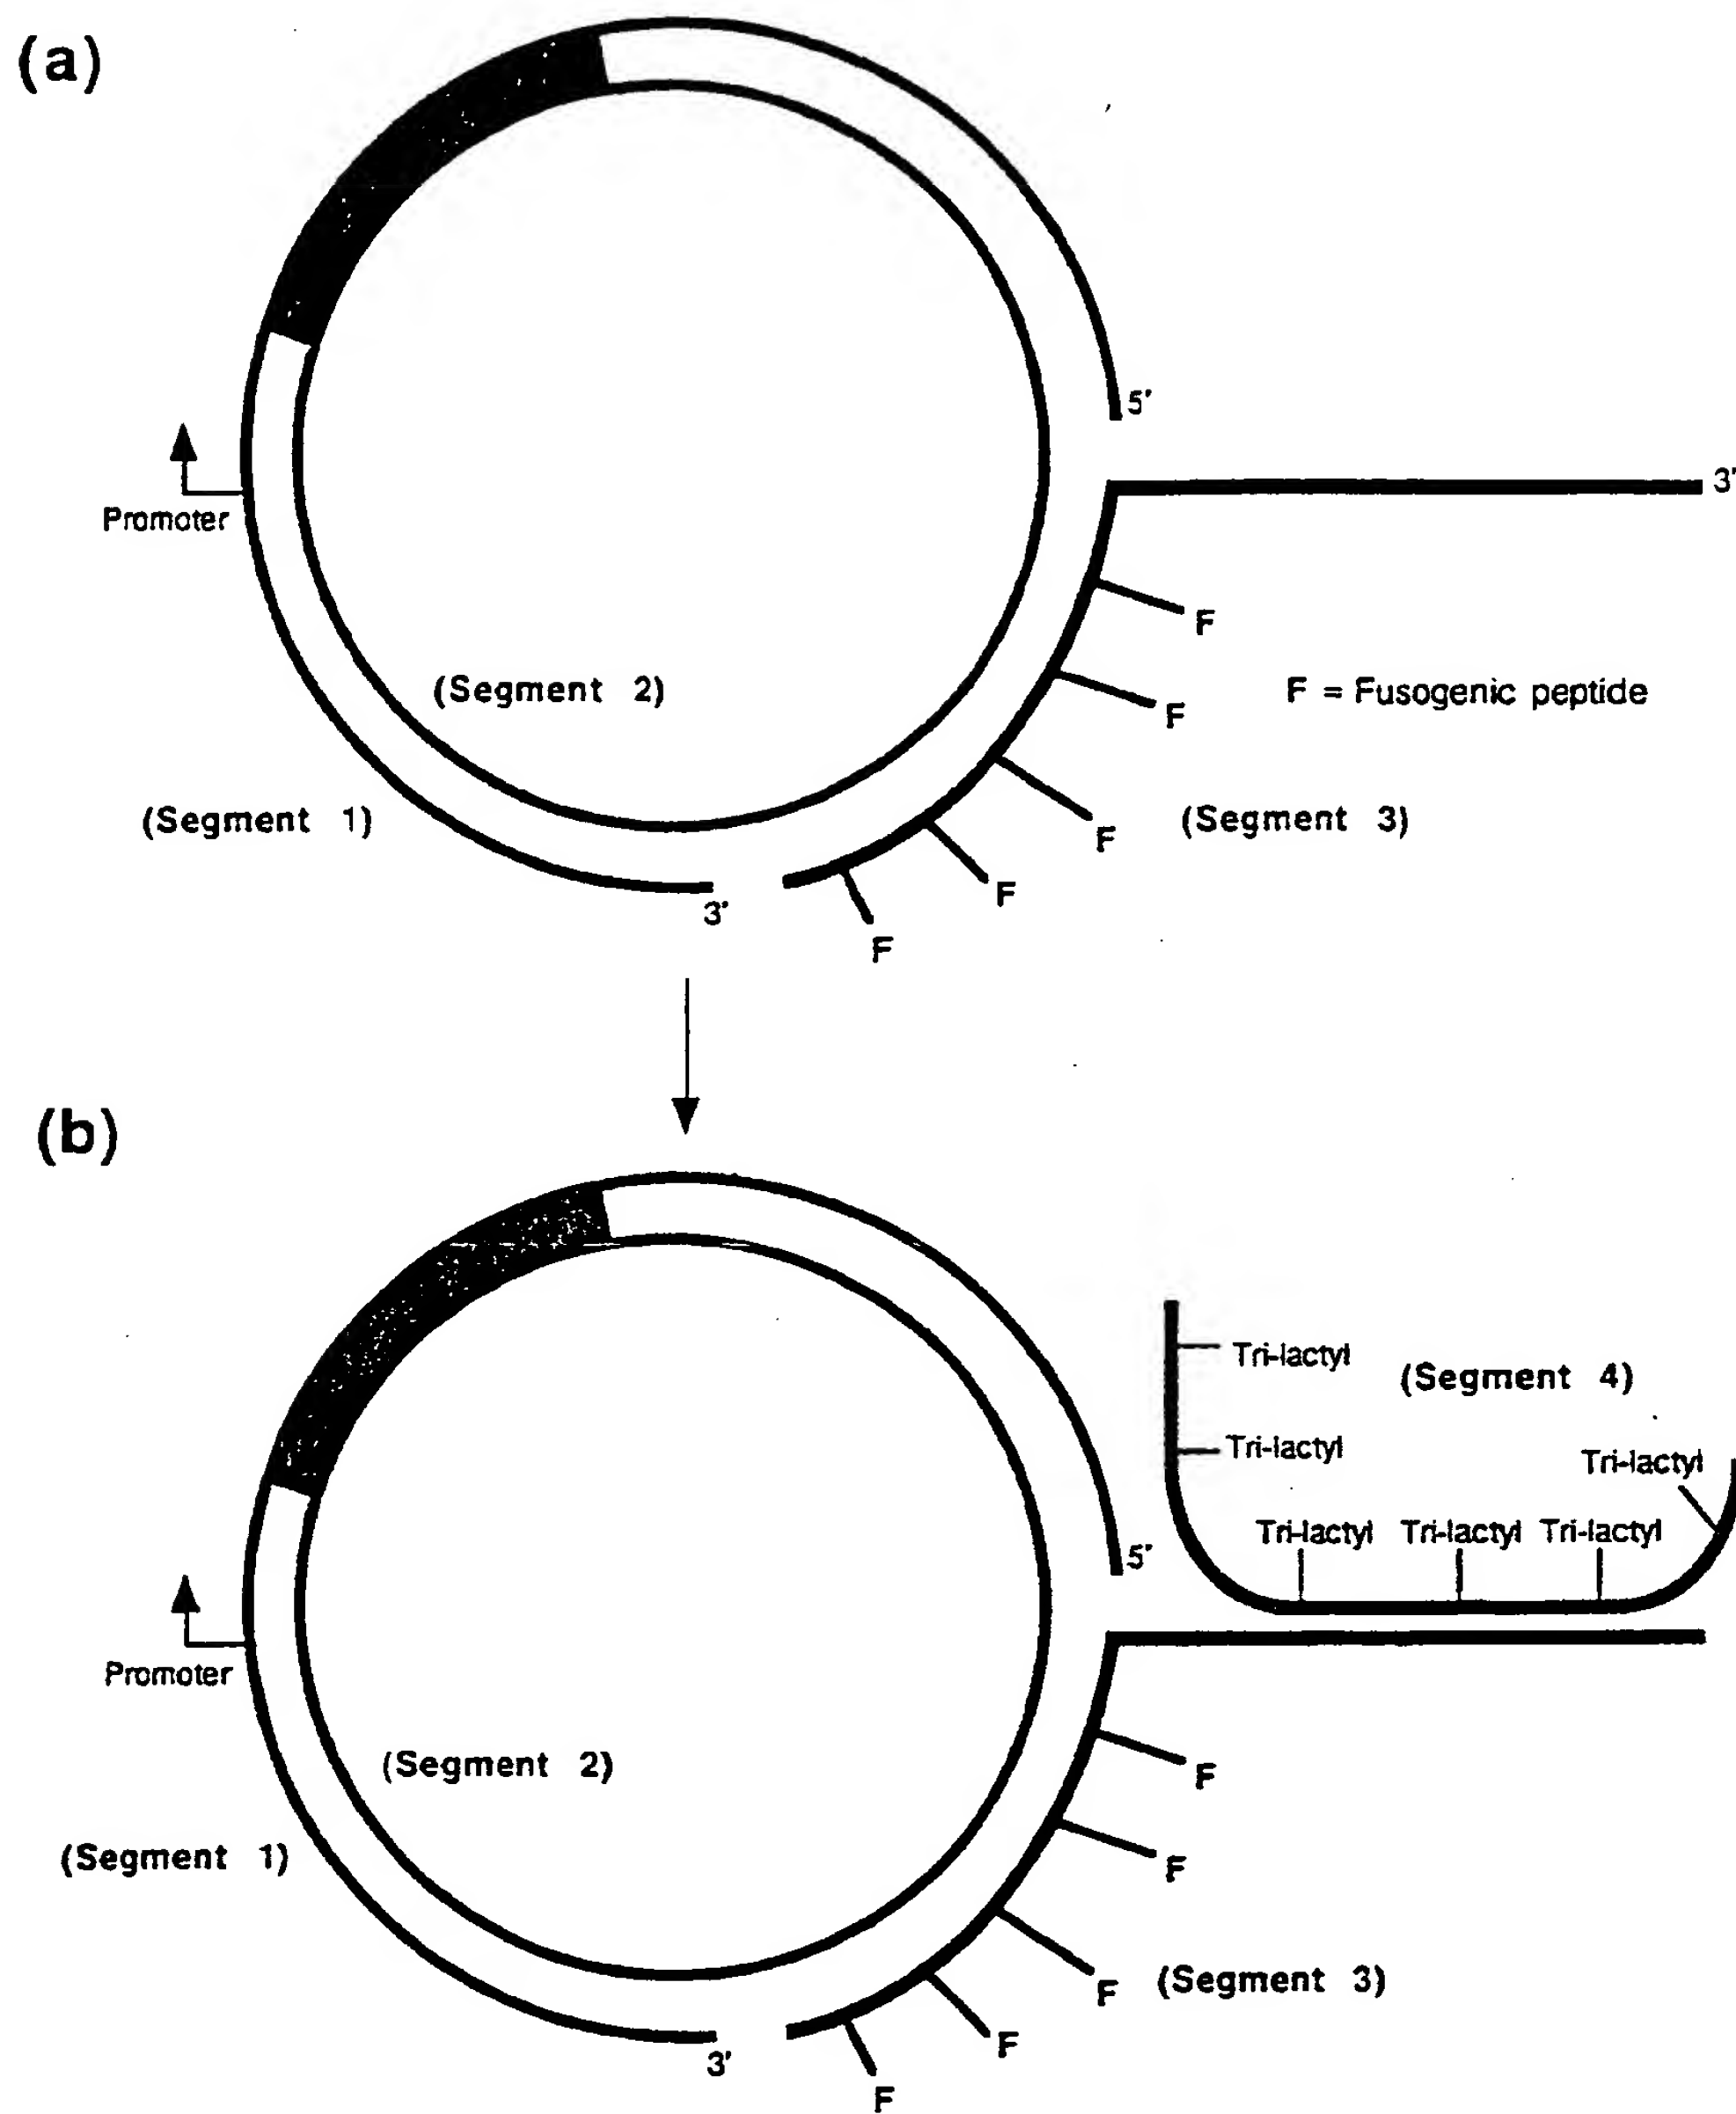 (a)
5'
3'
Promoter
F
(Segment 2)
F = Fusogenic peptide
F
(Segment 1)
F
(Segment 3)
F
3'
F
(b)
Tri-lactyl
(Segment 4)
Tri-lactyl
Tri-lactyl
Tri-lactyl Tri-lactyl Tri-lactyl
5'
Promoter
(Segment 2)
F
(Segment 1)
F
F (Segment 3)
F
3'
F